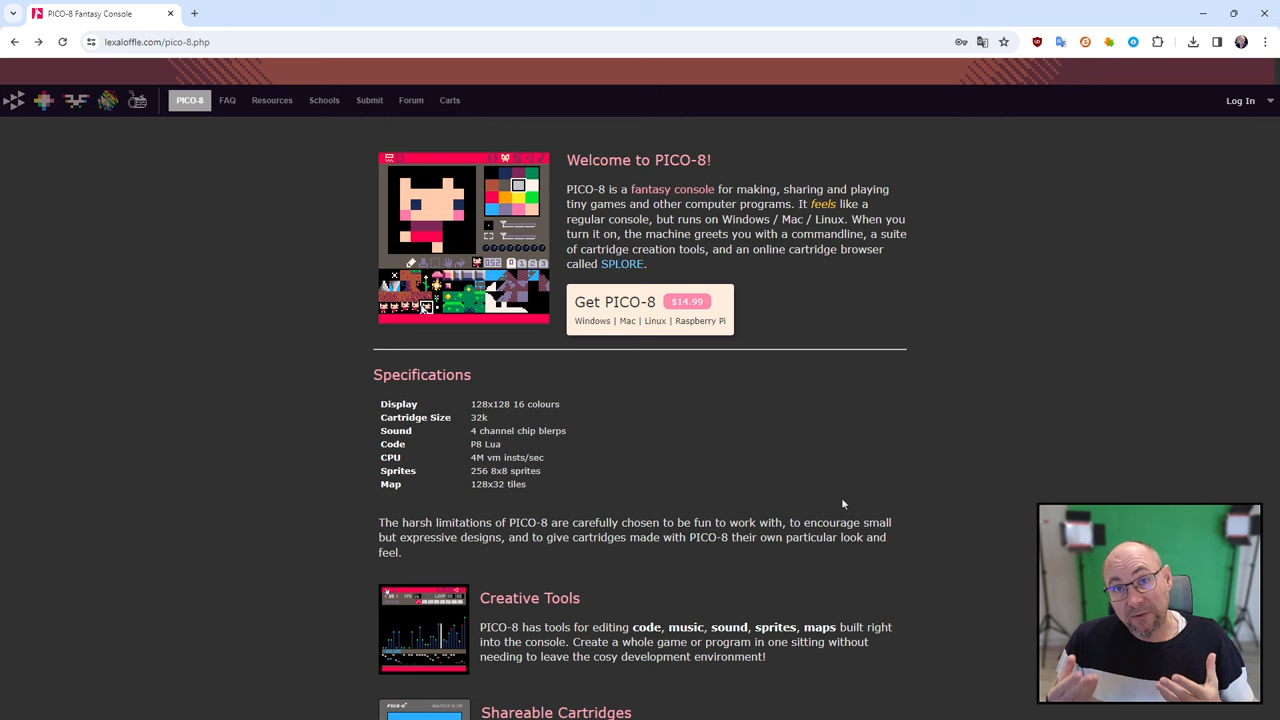 PICO-8 Fantasy Console
lexaloffle.com/pico-8.php
PICO-8 FAQ Resources Schools Submit Forum Carts Log In
Welcome to PICO-8!
PICO-8 is a fantasy console for making, sharing and playing
tiny games and other computer programs. It feels like a
regular console, but runs on Windows / Mac / Linux. When you
turn it on, the machine greets you with a commandline, a suite
of cartridge creation tools, and an online cartridge browser
called SPLORE.
052 0 1 2 3
Get PICO-8 $14.99
Windows | Mac | Linux | Raspberry Pi
Specifications
Display 128x128 16 colours
Cartridge Size 32k
Sound 4 channel chip blerps
Code P8 Lua
CPU 4M vm insts/sec
Sprites 256 8x8 sprites
Map 128x32 tiles
The harsh limitations of PICO-8 are carefully chosen to be fun to work with, to encourage small
but expressive designs, and to give cartridges made with PICO-8 their own particular look and
feel.
Creative Tools
PICO-8 has tools for editing code, music, sound, sprites, maps built right
into the console. Create a whole game or program in one sitting without
needing to leave the cosy development environment!
PICO-8
Shareable Cartridges